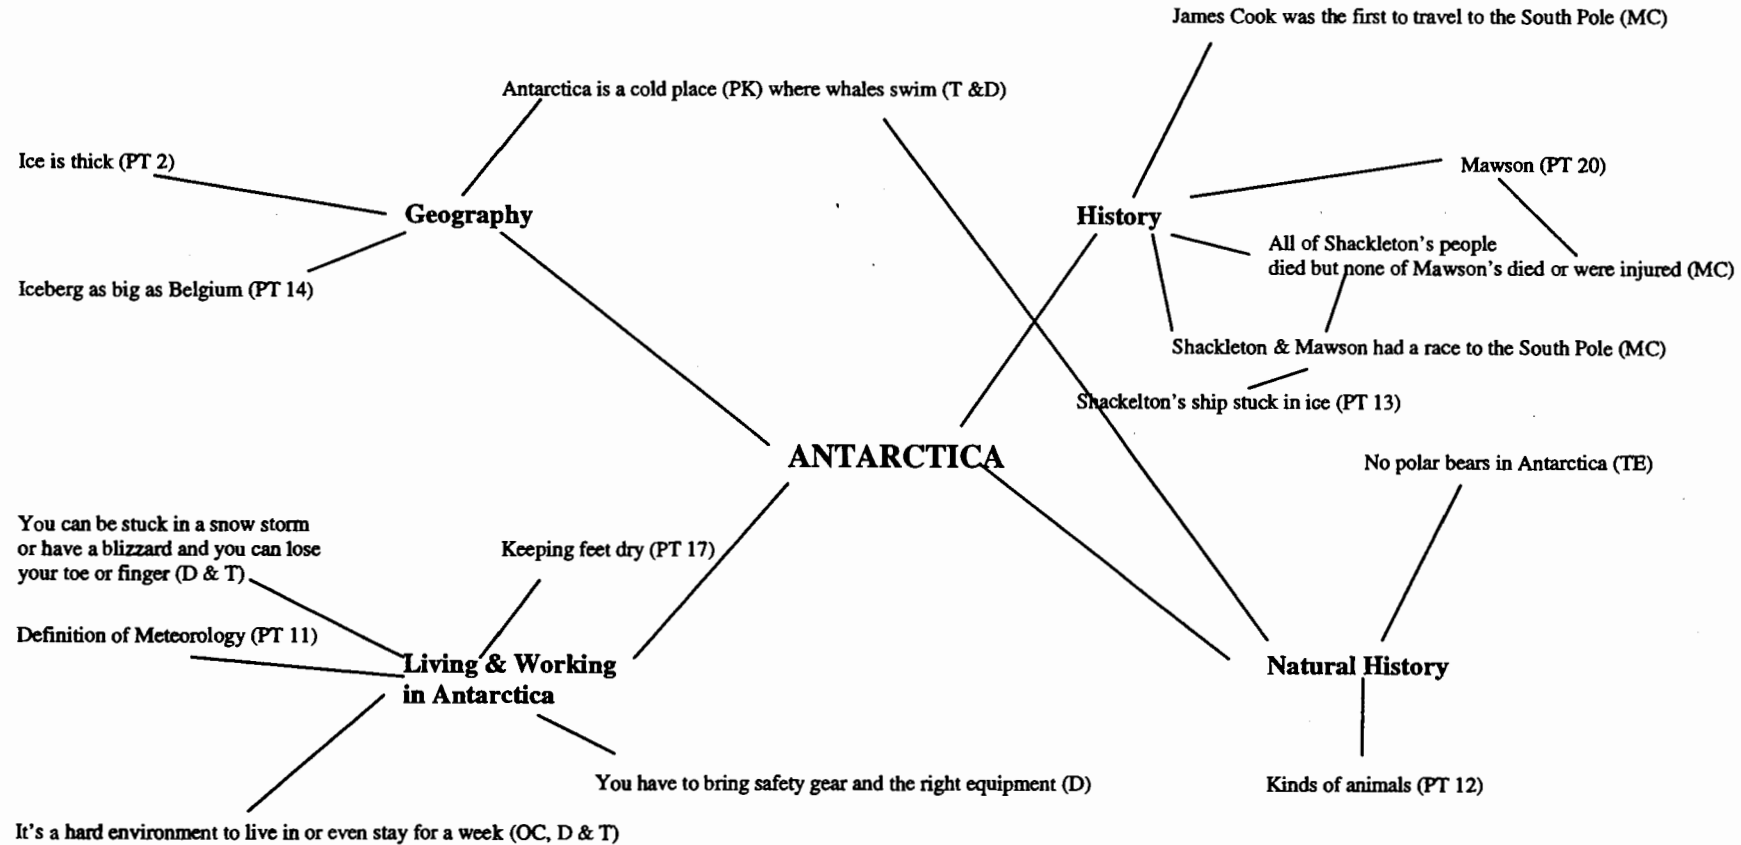 James Cook was the first to travel to the South Pole (MC)
Antarctica is a cold place (PK) where whales swim (T &D)
Ice is thick (PT 2)
Mawson (PT 20)
Geography
History
All of Shackleton's people
died but none of Mawson's died or were injured (MC)
Iceberg as big as Belgium (PT 14)
Shackleton & Mawson had a race to the South Pole (MC)
Shackelton's ship stuck in ice (PT 13)
ANTARCTICA
No polar bears in Antarctica (TE)
You can be stuck in a snow storm
or have a blizzard and you can lose
your toe or finger (D & T)
Keeping feet dry (PT 17)
Definition of Meteorology (PT 11)
Living & Working
in Antarctica
Natural History
You have to bring safety gear and the right equipment (D)
Kinds of animals (PT 12)
It's a hard environment to live in or even stay for a week (OC, D & T)